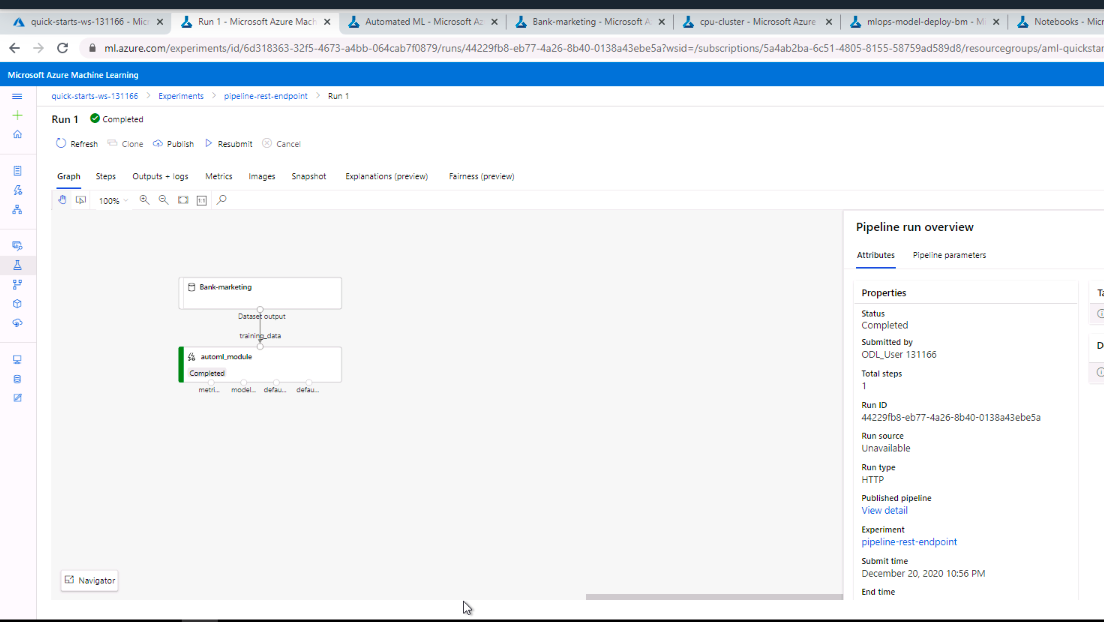 quick-starts-ws-131166 - Mic
Run 1 - Microsoft Azure Mach
Automated ML - Microsoft Az
Bank-marketing - Microsoft A
cpu-cluster - Microsoft Azure
mlops-model-deploy-bm - Mi
Notebooks - Micr
ml.azure.com/experiments/id/6d318363-32f5-4673-a4bb-064cab7f0879/runs/44229fb8-eb77-4a26-8b40-0138a43ebe5a?wsid=/subscriptions/5a4ab2ba-6c51-4805-8155-58759ad589d8/resourcegroups/aml-quickstar
Microsoft Azure Machine Learning
quick-starts-ws-131166 > Experiments > pipeline-rest-endpoint > Run 1
Run 1 Completed
Refresh Clone Publish Resubmit Cancel
Graph Steps Outputs + logs Metrics Images Snapshot Explanations (preview) Fairness (preview)
100% 1:1
Bank-marketing
Dataset output
training_data
automl_module
Completed
metri... model... defau... defau...
Navigator
Pipeline run overview
Attributes Pipeline parameters
Properties
Status
Completed
Submitted by
ODL_User 131166
Total steps
1
Run ID
44229fb8-eb77-4a26-8b40-0138a43ebe5a
Run source
Unavailable
Run type
HTTP
Published pipeline
View detail
Experiment
pipeline-rest-endpoint
Submit time
December 20, 2020 10:56 PM
End time
Ta
D